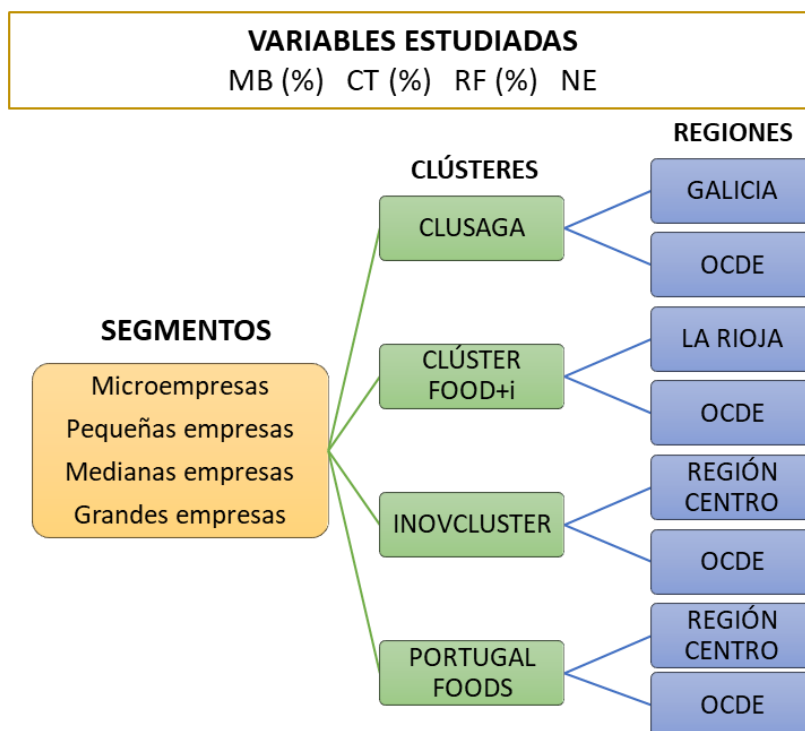 VARIABLES ESTUDIADAS
MB (%) CT (%) RF (%) NE
SEGMENTOS
Microempresas
Pequeñas empresas
Medianas empresas
Grandes empresas
CLÚSTERES
CLUSAGA
CLÚSTER
FOOD+i
INOVCLUSTER
PORTUGAL
FOODS
REGIONES
GALICIA
OCDE
LA RIOJA
OCDE
REGIÓN
CENTRO
OCDE
REGIÓN
CENTRO
OCDE